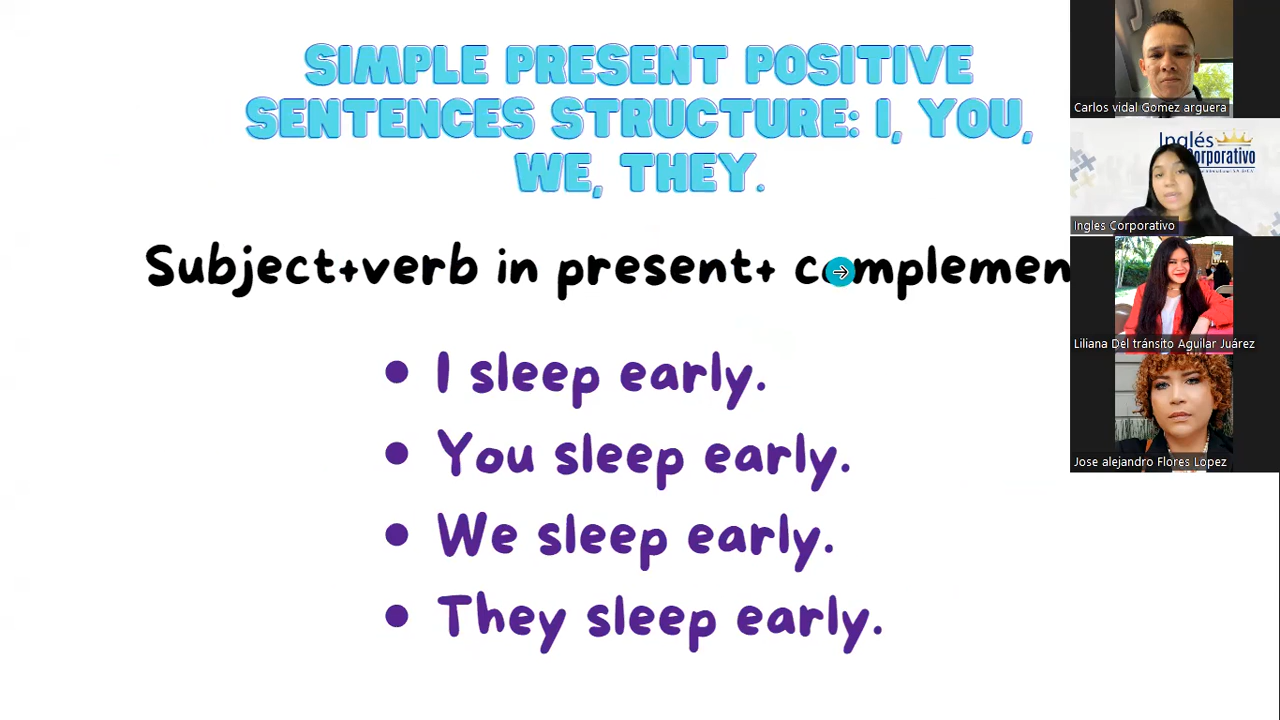 SIMPLE PRESENT POSITIVE
SENTENCES STRUCTURE: I, YOU,
WE, THEY.
Subject+verb in present+ complemen
• I sleep early.
• You sleep early.
• We sleep early.
• They sleep early.
Carlos vidal Gomez arguera
Inglés
Corporativo
Ingles Corporativo
Liliana Del tránsito Aguilar Juárez
Jose alejandro Flores Lopez